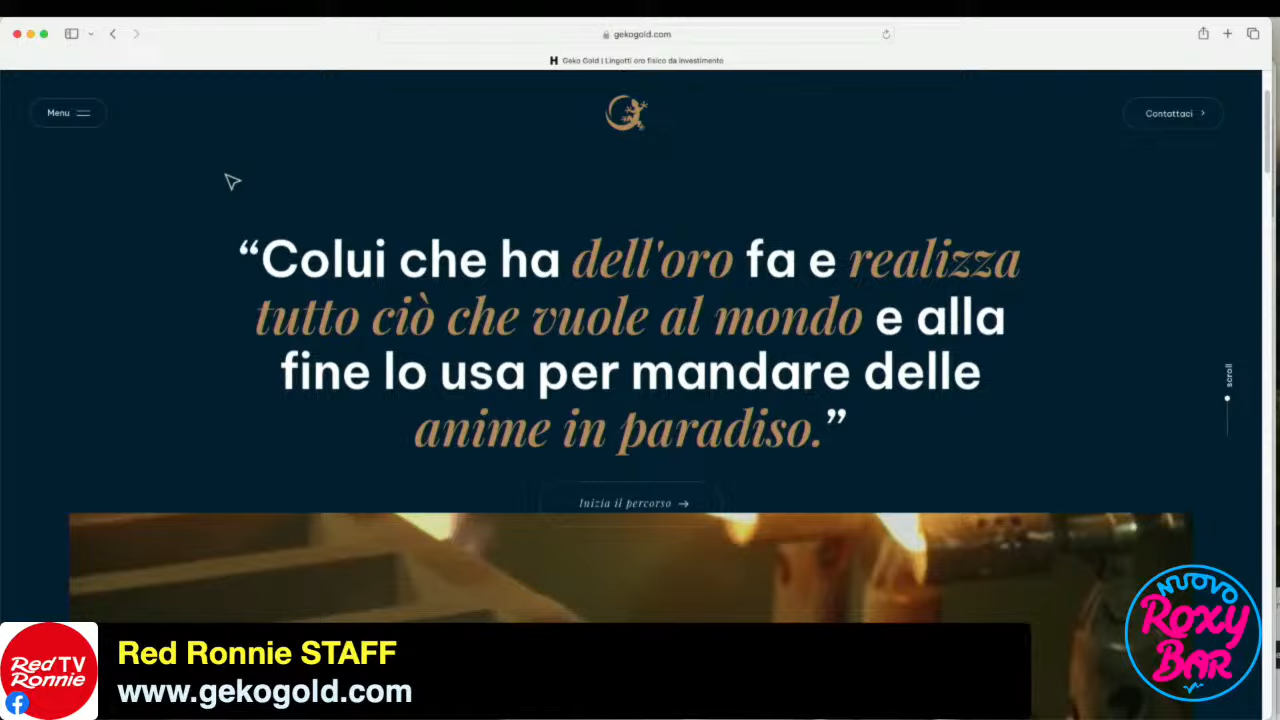 gekogold.com
Geko Gold | Lingotti oro fisico da investimento
Menu
Contattaci
“Colui che ha dell'oro fa e realizza
tutto ciò che vuole al mondo e alla
fine lo usa per mandare delle
anime in paradiso.”
scroll
Inizia il percorso →
RedTV
Ronnie
Red Ronnie STAFF
www.gekogold.com
NUOVO
ROXY
BAR